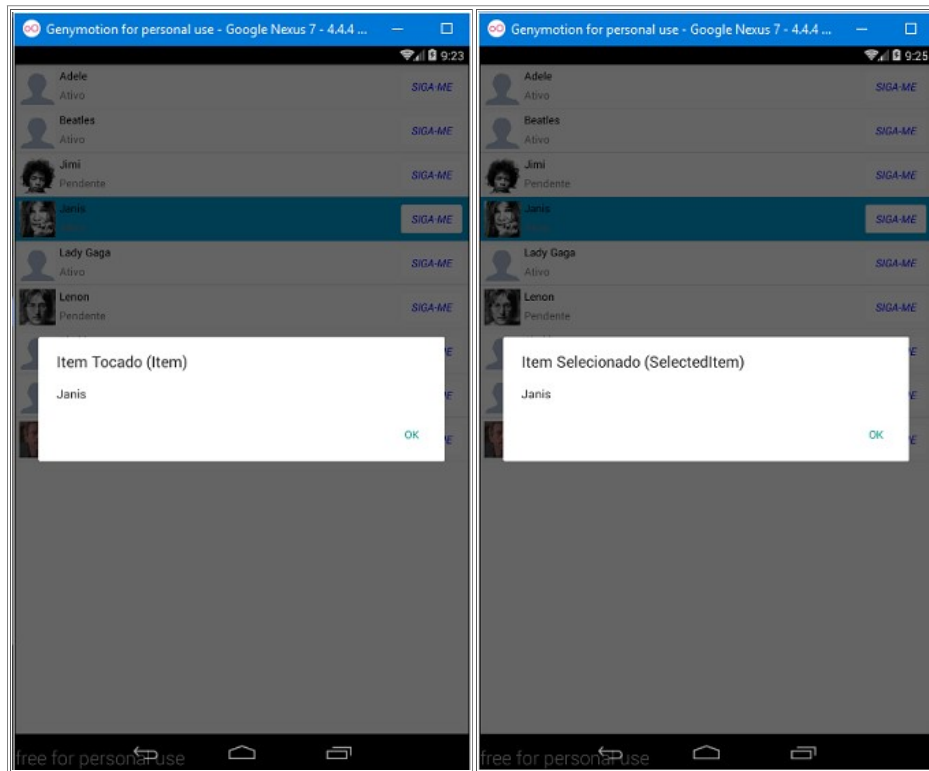 Genymotion for personal use - Google Nexus 7 - 4.4.4 ...
9:23
Adele
Ativo
SIGA-ME
Beatles
Ativo
SIGA-ME
Jimi
Pendente
SIGA-ME
Janis
SIGA-ME
Lady Gaga
Ativo
SIGA-ME
Lenon
Pendente
SIGA-ME
E
Item Tocado (Item)
Janis
E
OK
E
free for personal use
Genymotion for personal use - Google Nexus 7 - 4.4.4 ...
9:25
Adele
Ativo
SIGA-ME
Beatles
Ativo
SIGA-ME
Jimi
Pendente
SIGA-ME
Janis
SIGA-ME
Lady Gaga
Ativo
SIGA-ME
Lenon
Pendente
SIGA-ME
E
Item Selecionado (SelectedItem)
Janis
E
OK
E
free for personal use